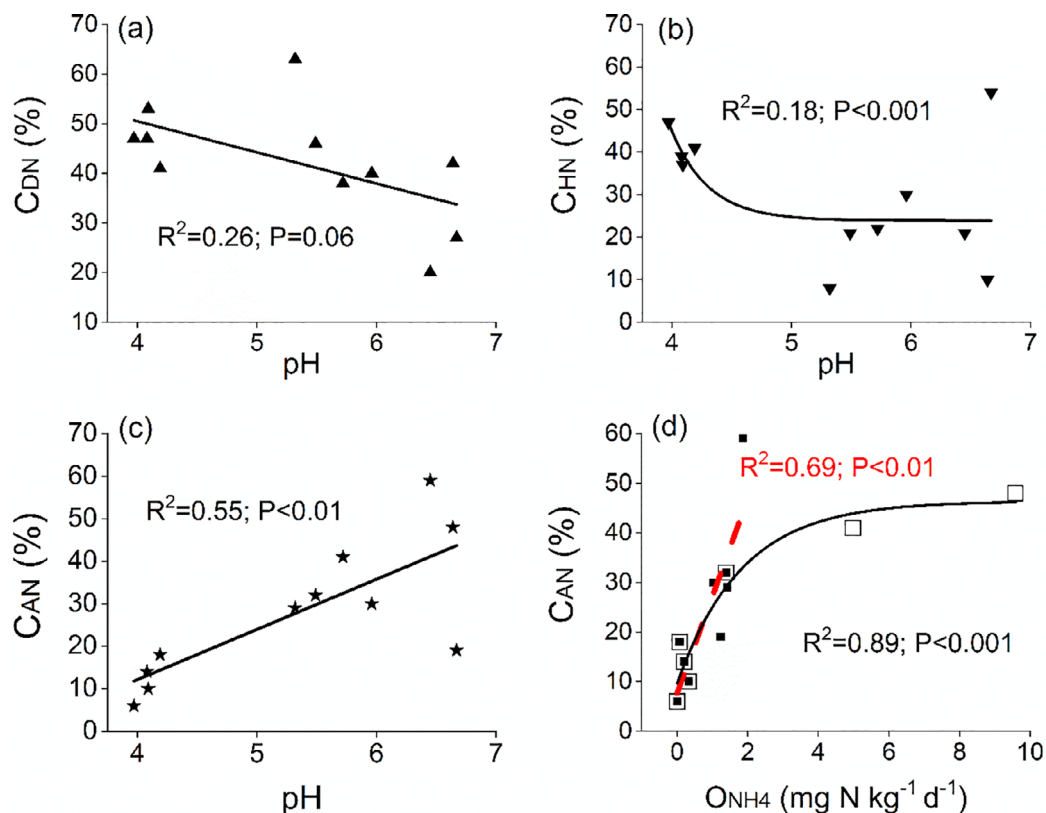 (a)
70
60
50
40
30
20
10
CDN (%)
R²=0.26; P=0.06
4 5 6 7
pH
(b)
70
60
50
40
30
20
10
0
CHN (%)
R²=0.18; P<0.001
4 5 6 7
pH
(c)
70
60
50
40
30
20
10
0
CAN (%)
R²=0.55; P<0.01
4 5 6 7
pH
(d)
60
50
40
30
20
10
0
CAN (%)
R²=0.69; P<0.01
R²=0.89; P<0.001
0 2 4 6 8 10
ONH4 (mg N kg⁻¹ d⁻¹)